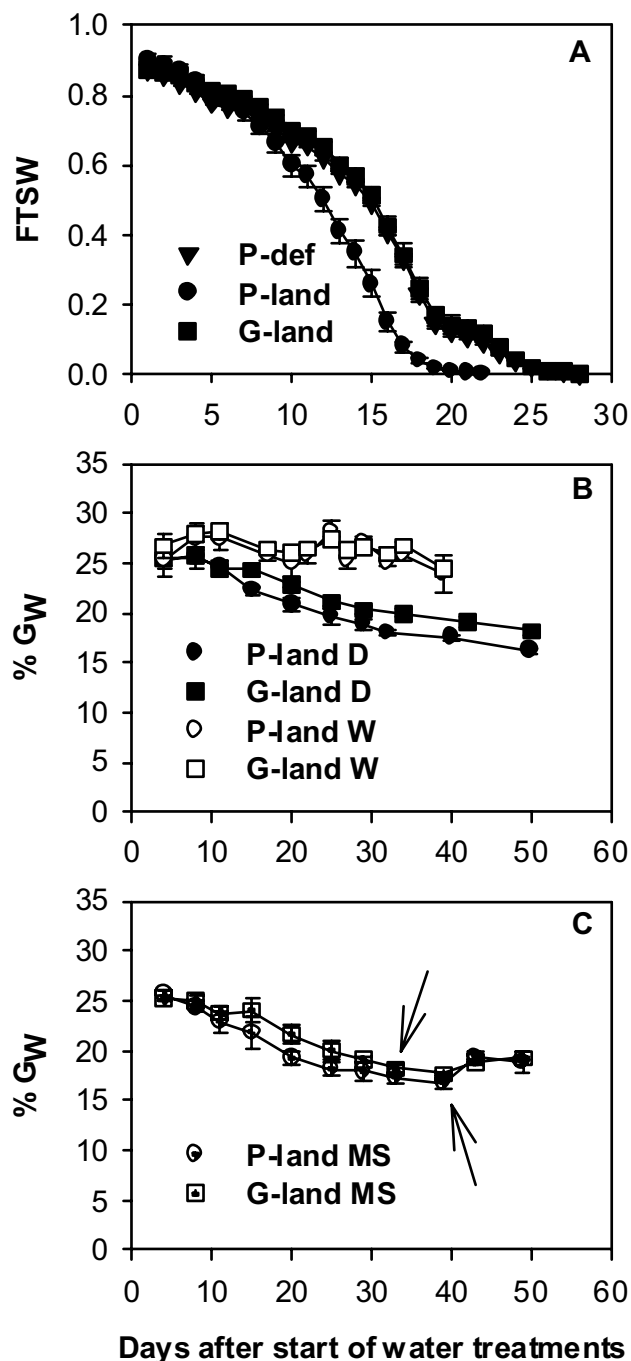 1.0
A
0.8
0.6
FTSW
0.4
P-def
P-land
0.2
G-land
0.0
0 5 10 15 20 25 30
35
B
30
25
20
% GW
15
P-land D
10
G-land D
P-land W
5
G-land W
0
0 10 20 30 40 50 60
35
C
30
25
20
% GW
15
10
P-land MS
5
G-land MS
0
0 10 20 30 40 50 60
Days after start of water treatments